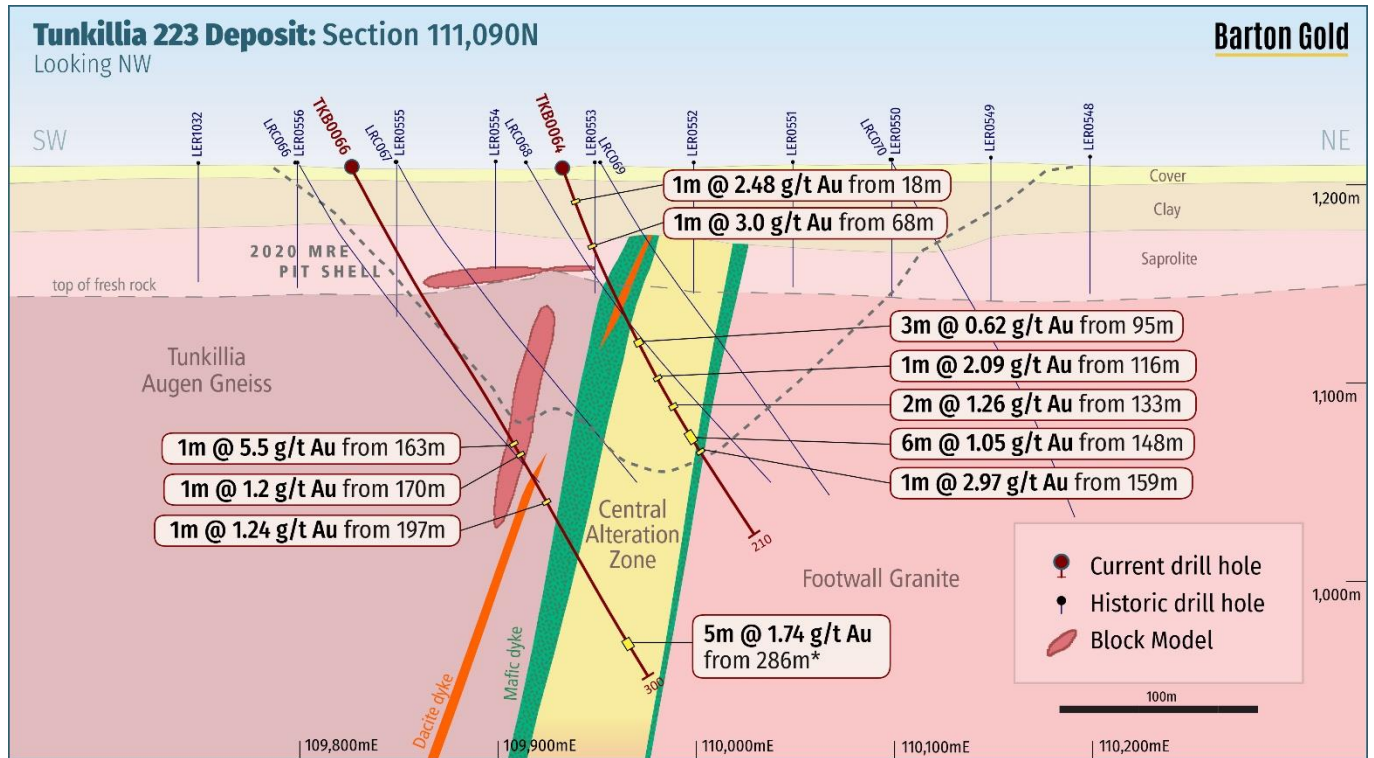 Tunkillia 223 Deposit: Section 111,090N
Looking NW
Barton Gold
SW
NE
LER1032
LRC066
LER0556
TKB0066
LRC067
LER0555
LER0554
LRC068
TKB0064
LER0553
LRC069
LER0552
LER0551
LRC070
LER0550
LER0549
LER0548
Cover
1,200m
Clay
Saprolite
1m @ 2.48 g/t Au from 18m
1m @ 3.0 g/t Au from 68m
2020 MRE
PIT SHELL
top of fresh rock
3m @ 0.62 g/t Au from 95m
1m @ 2.09 g/t Au from 116m
2m @ 1.26 g/t Au from 133m
6m @ 1.05 g/t Au from 148m
1m @ 2.97 g/t Au from 159m
1,100m
Tunkillia
Augen Gneiss
1m @ 5.5 g/t Au from 163m
1m @ 1.2 g/t Au from 170m
1m @ 1.24 g/t Au from 197m
Central
Alteration
Zone
210
Footwall Granite
1,000m
5m @ 1.74 g/t Au
from 286m*
300
Dacite dyke
Mafic dyke
Current drill hole
Historic drill hole
Block Model
100m
109,800mE
109,900mE
110,000mE
110,100mE
110,200mE